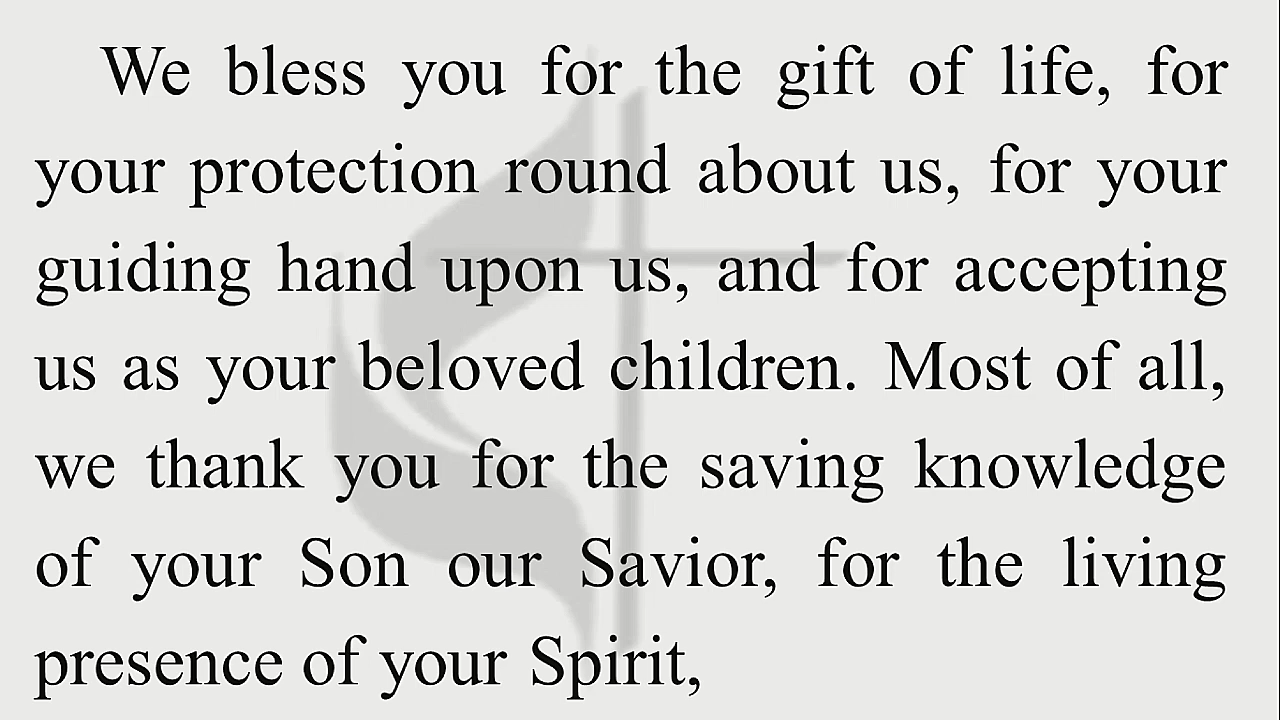 We bless you for the gift of life, for
your protection round about us, for your
guiding hand upon us, and for accepting
us as your beloved children. Most of all,
we thank you for the saving knowledge
of your Son our Savior, for the living
presence of your Spirit,